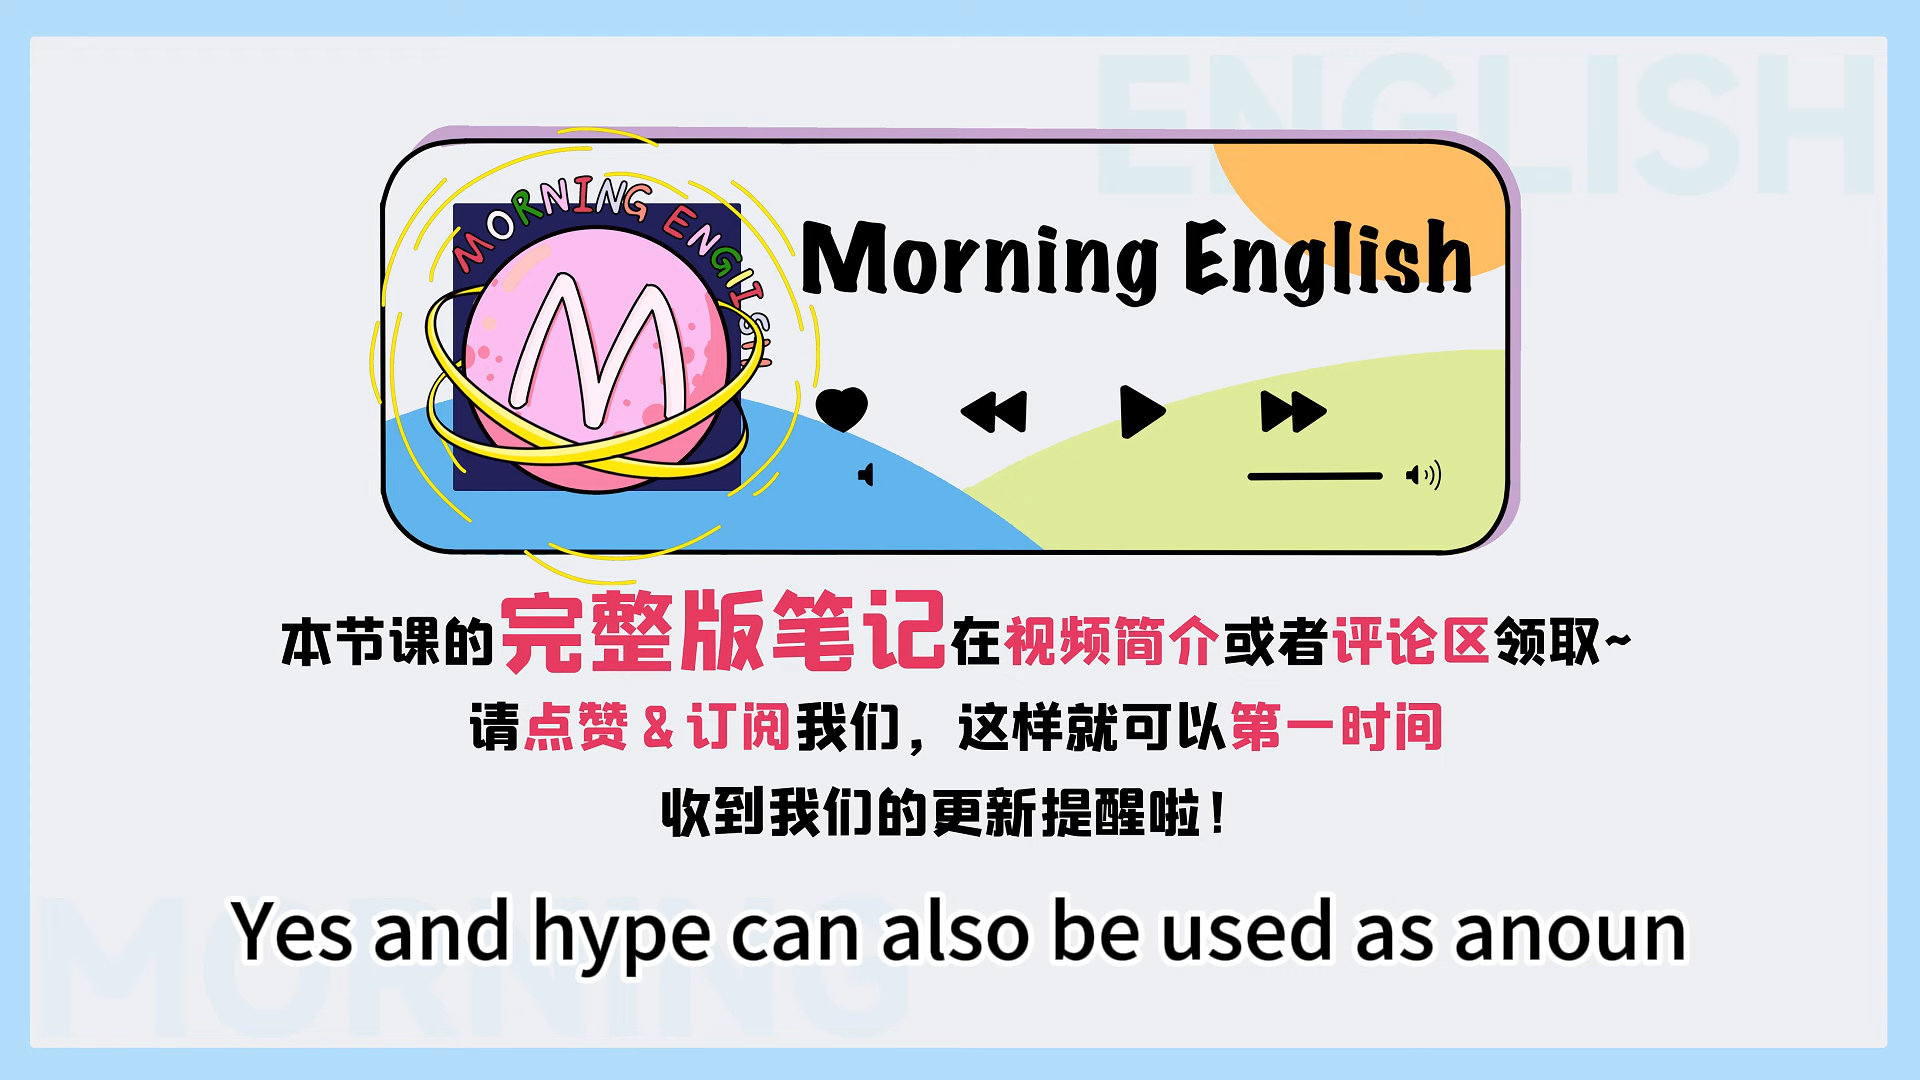 ENGLISH
MORNING ENGLISH
M
Morning English
本节课的完整版笔记在视频简介或者评论区领取~
请点赞&订阅我们，这样就可以第一时间
收到我们的更新提醒啦！
Yes and hype can also be used as anoun
MORNING